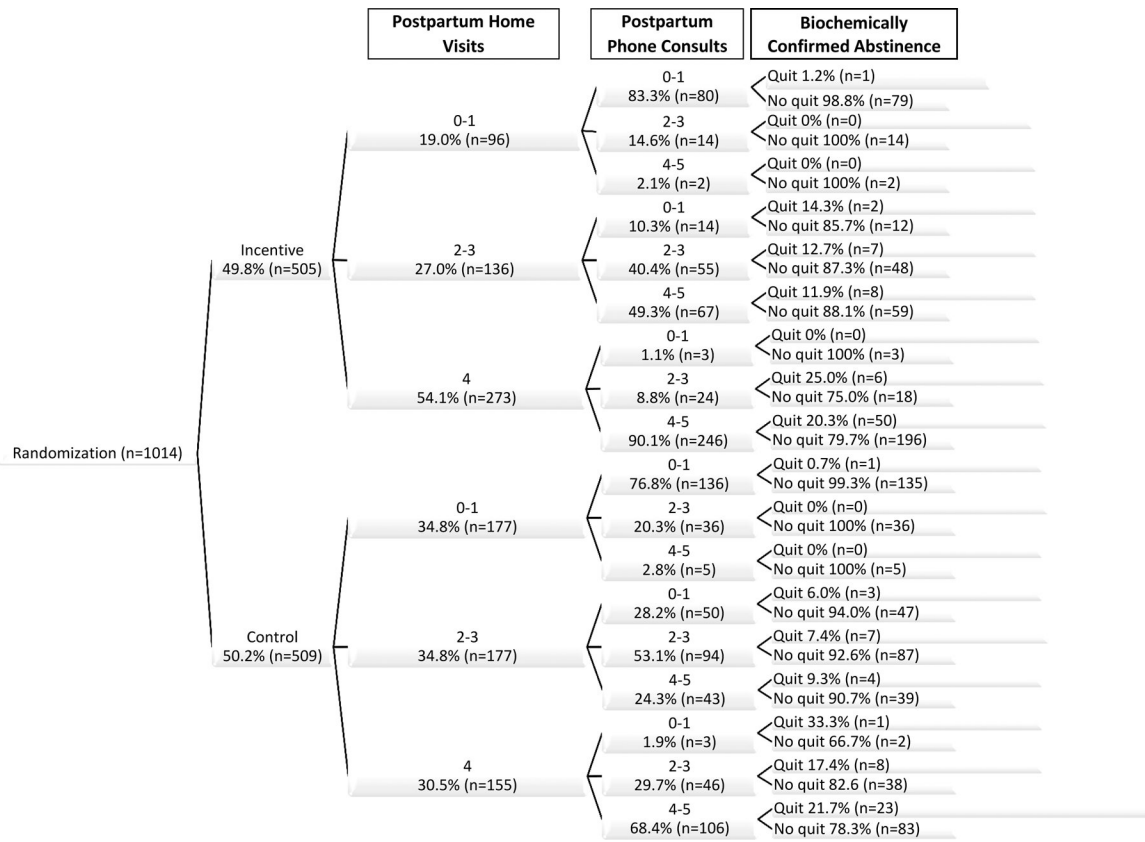 Postpartum Home
Visits
Postpartum
Phone Consults
Biochemically
Confirmed Abstinence
Randomization (n=1014)
Incentive
49.8% (n=505)
0-1
19.0% (n=96)
0-1
83.3% (n=80)
Quit 1.2% (n=1)
No quit 98.8% (n=79)
2-3
14.6% (n=14)
Quit 0% (n=0)
No quit 100% (n=14)
4-5
2.1% (n=2)
Quit 0% (n=0)
No quit 100% (n=2)
2-3
27.0% (n=136)
0-1
10.3% (n=14)
Quit 14.3% (n=2)
No quit 85.7% (n=12)
2-3
40.4% (n=55)
Quit 12.7% (n=7)
No quit 87.3% (n=48)
4-5
49.3% (n=67)
Quit 11.9% (n=8)
No quit 88.1% (n=59)
4
54.1% (n=273)
0-1
1.1% (n=3)
Quit 0% (n=0)
No quit 100% (n=3)
2-3
8.8% (n=24)
Quit 25.0% (n=6)
No quit 75.0% (n=18)
4-5
90.1% (n=246)
Quit 20.3% (n=50)
No quit 79.7% (n=196)
Control
50.2% (n=509)
0-1
34.8% (n=177)
0-1
76.8% (n=136)
Quit 0.7% (n=1)
No quit 99.3% (n=135)
2-3
20.3% (n=36)
Quit 0% (n=0)
No quit 100% (n=36)
4-5
2.8% (n=5)
Quit 0% (n=0)
No quit 100% (n=5)
2-3
34.8% (n=177)
0-1
28.2% (n=50)
Quit 6.0% (n=3)
No quit 94.0% (n=47)
2-3
53.1% (n=94)
Quit 7.4% (n=7)
No quit 92.6% (n=87)
4-5
24.3% (n=43)
Quit 9.3% (n=4)
No quit 90.7% (n=39)
4
30.5% (n=155)
0-1
1.9% (n=3)
Quit 33.3% (n=1)
No quit 66.7% (n=2)
2-3
29.7% (n=46)
Quit 17.4% (n=8)
No quit 82.6 (n=38)
4-5
68.4% (n=106)
Quit 21.7% (n=23)
No quit 78.3% (n=83)